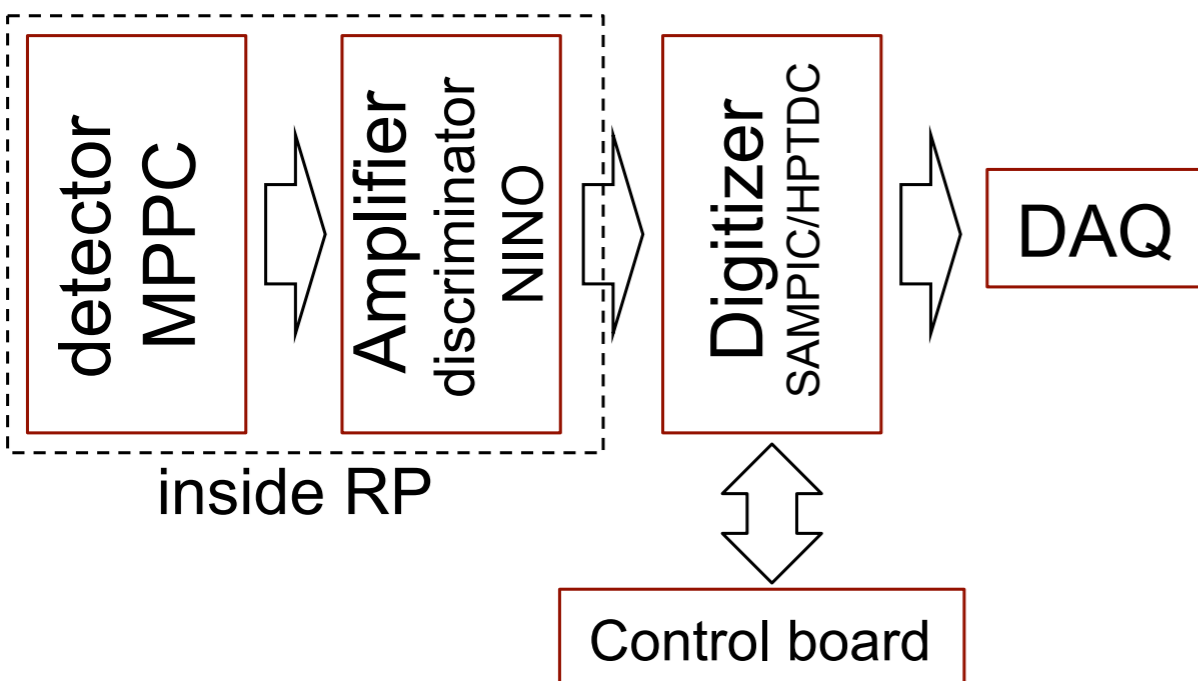 detector
MPPC
Amplifier
discriminator
NINO
Digitizer
SAMPIC/HPTDC
DAQ
inside RP
Control board